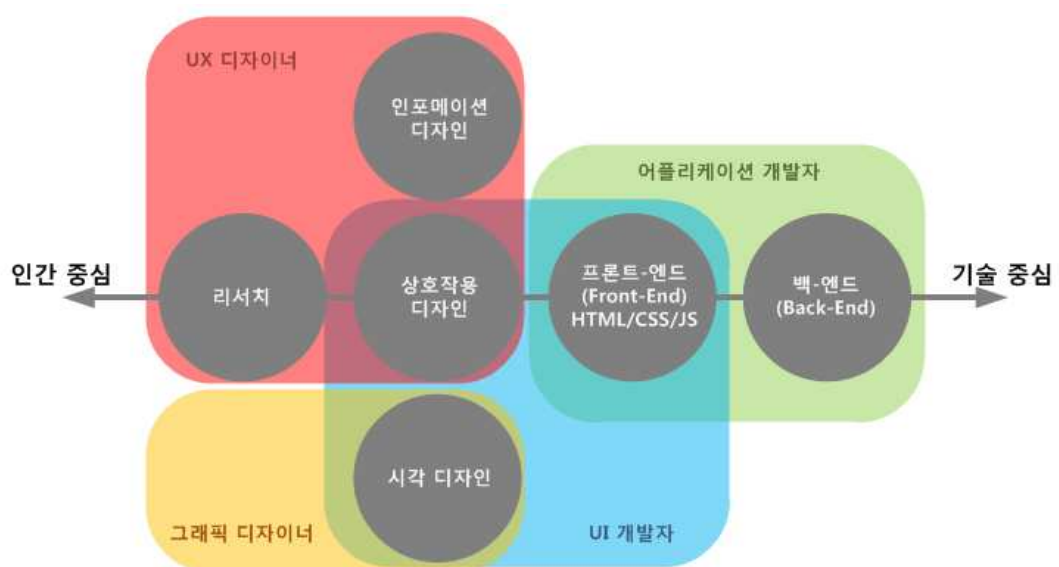 UX 디자이너
인포메이션
디자인
어플리케이션 개발자
인간 중심
리서치
상호작용
디자인
프론트-엔드
(Front-End)
HTML/CSS/JS
백-엔드
(Back-End)
기술 중심
시각 디자인
그래픽 디자이너
UI 개발자